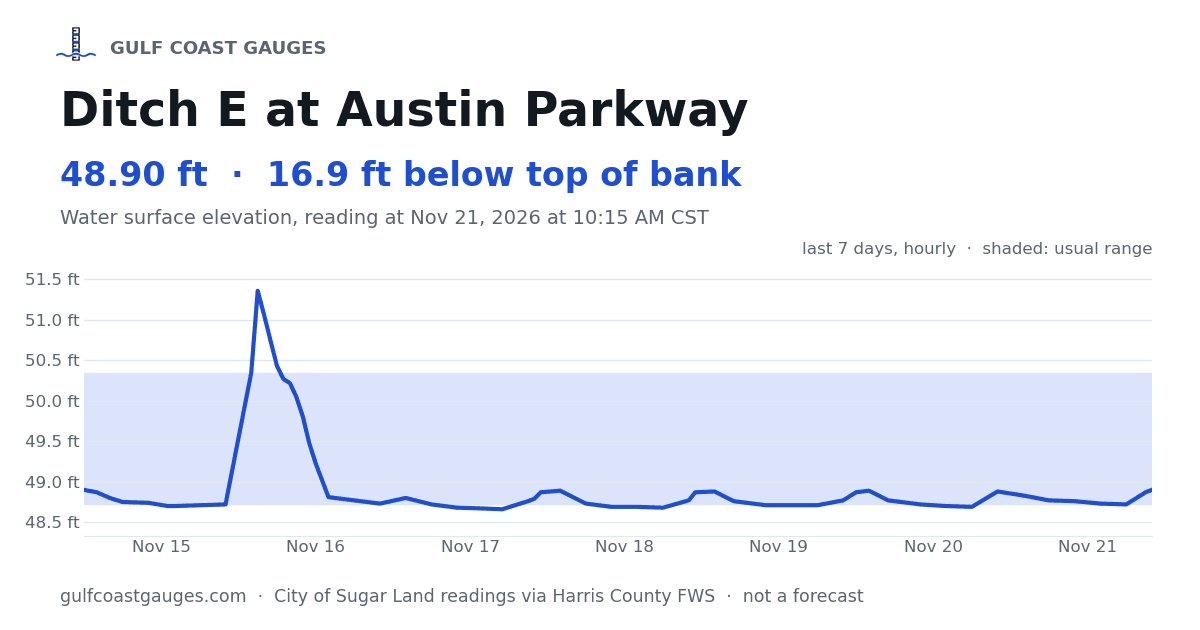 GULF COAST GAUGES
Ditch E at Austin Parkway
48.90 ft · 16.9 ft below top of bank
Water surface elevation, reading at Nov 21, 2026 at 10:15 AM CST
last 7 days, hourly · shaded: usual range
51.5 ft
51.0 ft
50.5 ft
50.0 ft
49.5 ft
49.0 ft
48.5 ft
Nov 15 Nov 16 Nov 17 Nov 18 Nov 19 Nov 20 Nov 21
gulfcoastgauges.com · City of Sugar Land readings via Harris County FWS · not a forecast